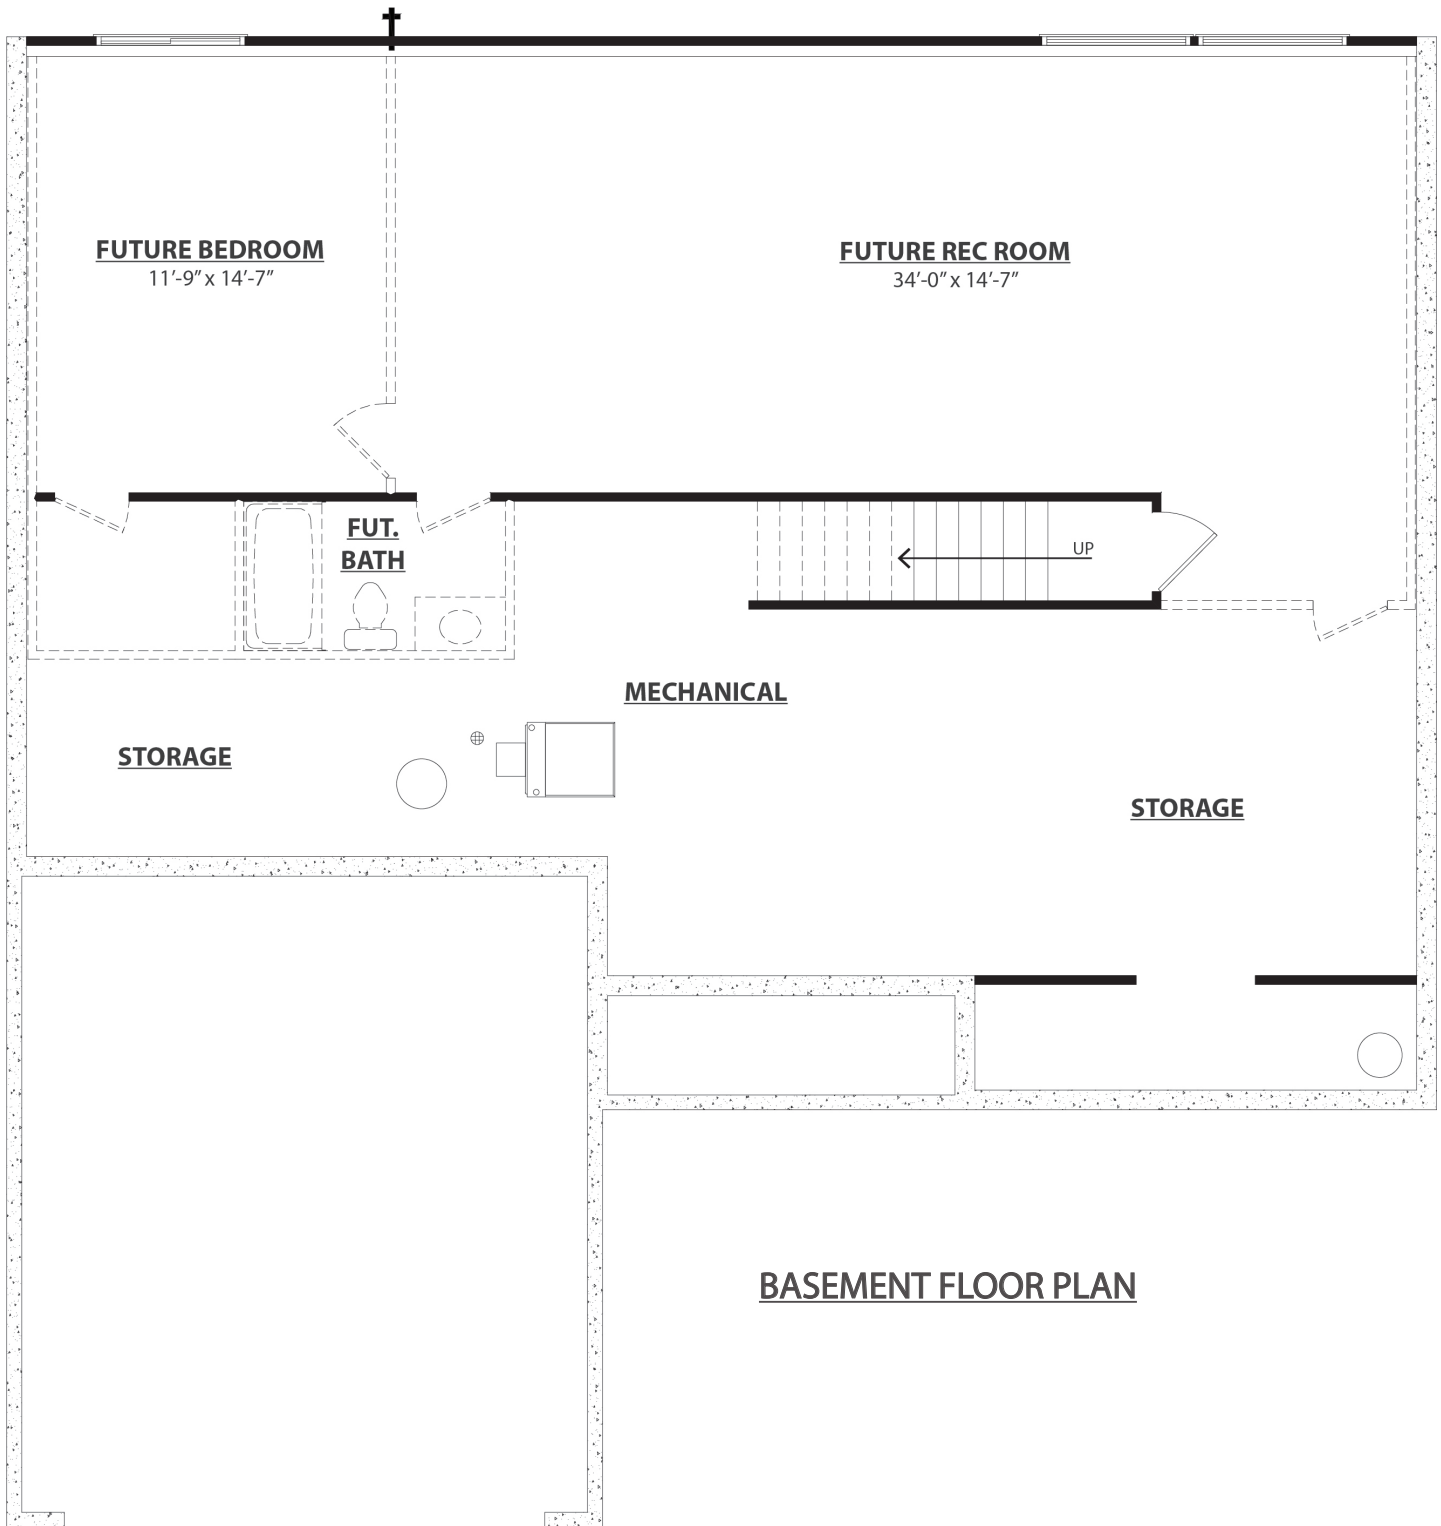 FUTURE BEDROOM
11'-9" x 14'-7"
FUTURE REC ROOM
34'-0" x 14'-7"
FUT.
BATH
UP
MECHANICAL
STORAGE
STORAGE
BASEMENT FLOOR PLAN